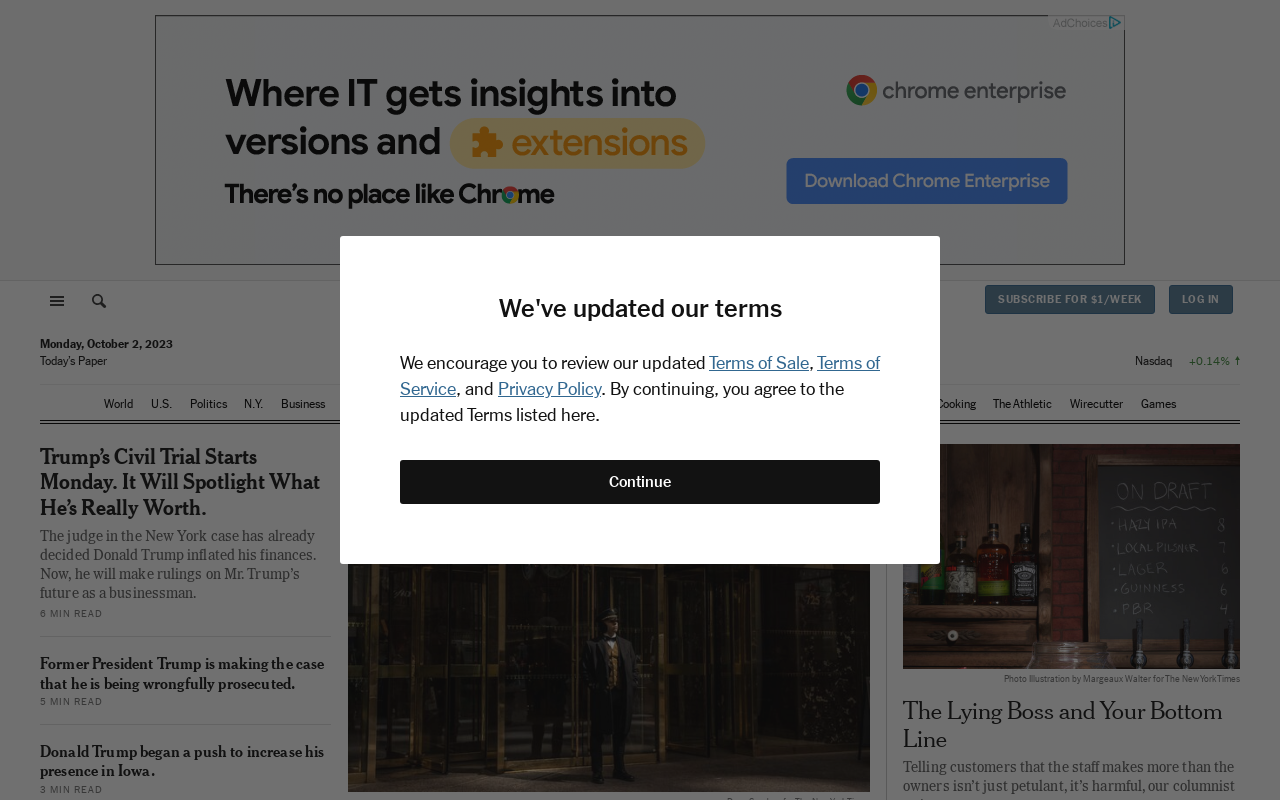 AdChoices
Where IT gets insights into
versions and extensions
There's no place like Chrome
chrome enterprise
Download Chrome Enterprise
SUBSCRIBE FOR $1/WEEK
LOG IN
Monday, October 2, 2023
Today's Paper
Nasdaq +0.14% ↑
World U.S. Politics N.Y. Business
Cooking The Athletic Wirecutter Games
We've updated our terms
We encourage you to review our updated Terms of Sale, Terms of
Service, and Privacy Policy. By continuing, you agree to the
updated Terms listed here.
Continue
Trump's Civil Trial Starts
Monday. It Will Spotlight What
He's Really Worth.
The judge in the New York case has already
decided Donald Trump inflated his finances.
Now, he will make rulings on Mr. Trump's
future as a businessman.
6 MIN READ
Former President Trump is making the case
that he is being wrongfully prosecuted.
5 MIN READ
Donald Trump began a push to increase his
presence in Iowa.
3 MIN READ
ON DRAFT
HAZY IPA 8
LOCAL PILSNER 7
LAGER 6
GUINNESS 6
PBR 4
Photo Illustration by Margeaux Walter for The New York Times
The Lying Boss and Your Bottom
Line
Telling customers that the staff makes more than the
owners isn't just petulant, it's harmful, our columnist